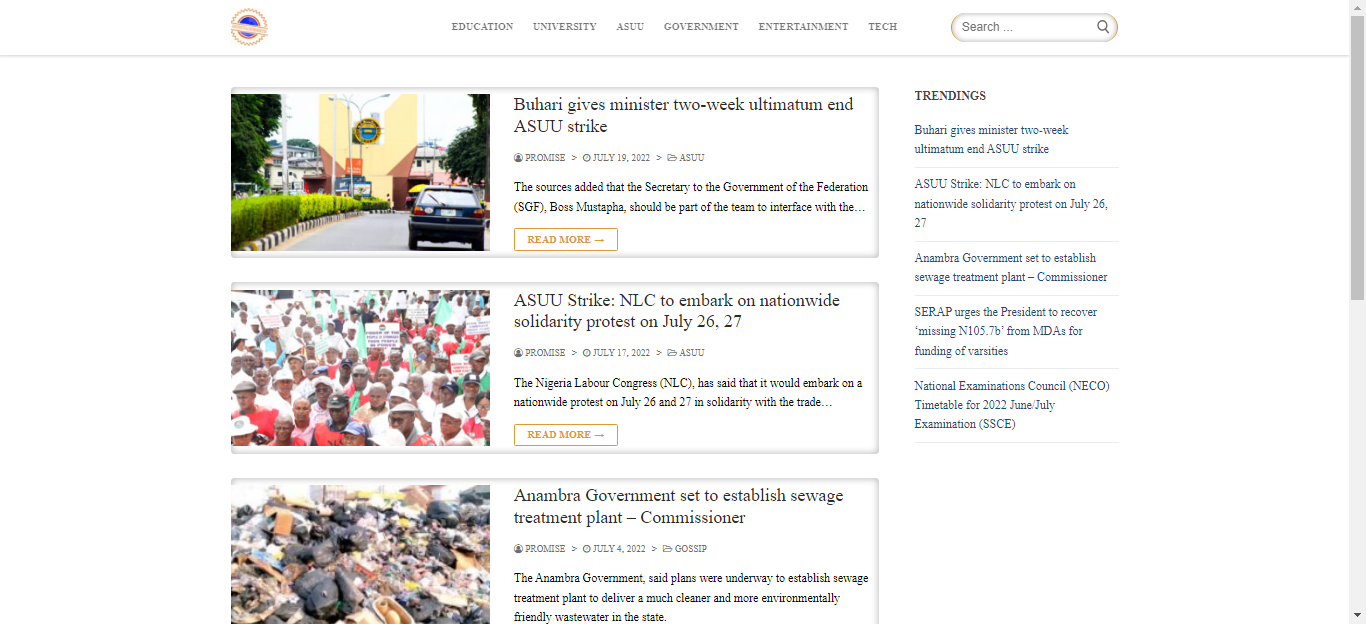 EDUCATION UNIVERSITY ASUU GOVERNMENT ENTERTAINMENT TECH
Search ...
Buhari gives minister two-week ultimatum end
ASUU strike
PROMISE > JULY 19, 2022 > ASUU
The sources added that the Secretary to the Government of the Federation
(SGF), Boss Mustapha, should be part of the team to interface with the…
READ MORE →
ASUU Strike: NLC to embark on nationwide
solidarity protest on July 26, 27
PROMISE > JULY 17, 2022 > ASUU
The Nigeria Labour Congress (NLC), has said that it would embark on a
nationwide protest on July 26 and 27 in solidarity with the trade…
READ MORE →
Anambra Government set to establish sewage
treatment plant – Commissioner
PROMISE > JULY 4, 2022 > GOSSIP
The Anambra Government, said plans were underway to establish sewage
treatment plant to deliver a much cleaner and more environmentally
friendly wastewater in the state.
TRENDINGS
Buhari gives minister two-week
ultimatum end ASUU strike
ASUU Strike: NLC to embark on
nationwide solidarity protest on July 26,
27
Anambra Government set to establish
sewage treatment plant – Commissioner
SERAP urges the President to recover
‘missing N105.7b’ from MDAs for
funding of varsities
National Examinations Council (NECO)
Timetable for 2022 June/July
Examination (SSCE)